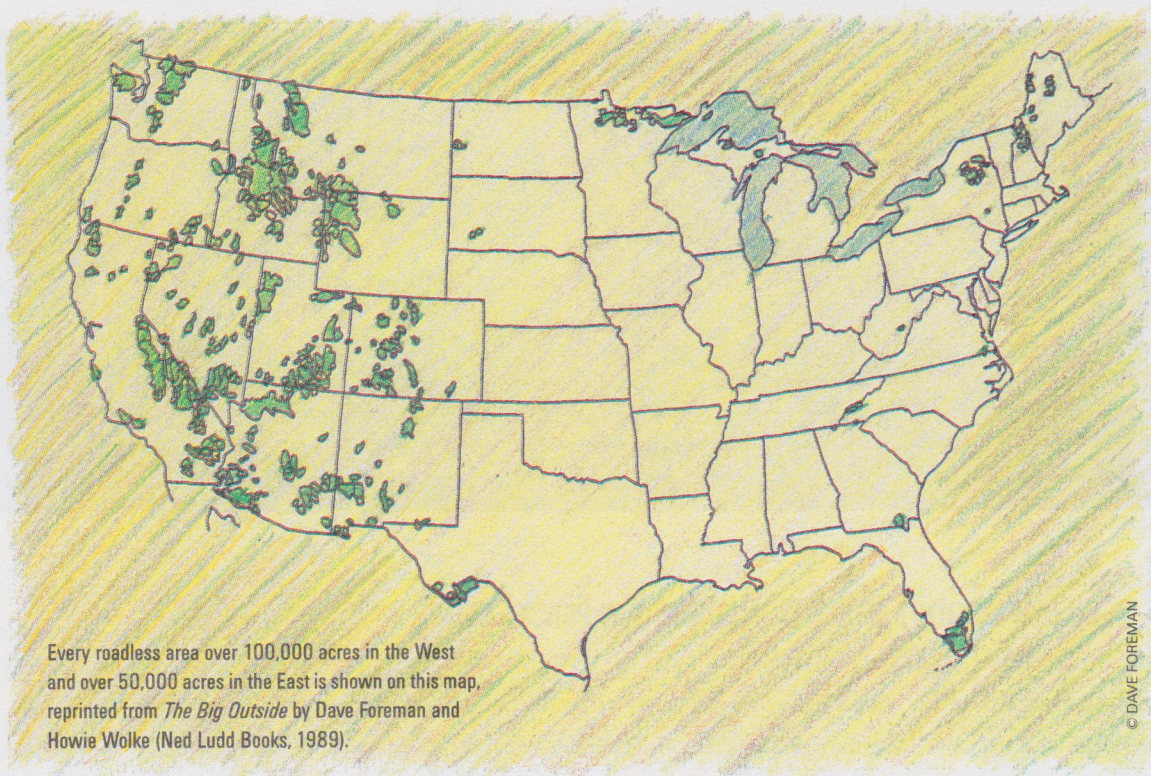 Every roadless area over 100,000 acres in the West
and over 50,000 acres in the East is shown on this map,
reprinted from The Big Outside by Dave Foreman and
Howie Wolke (Ned Ludd Books, 1989).
© DAVE FOREMAN